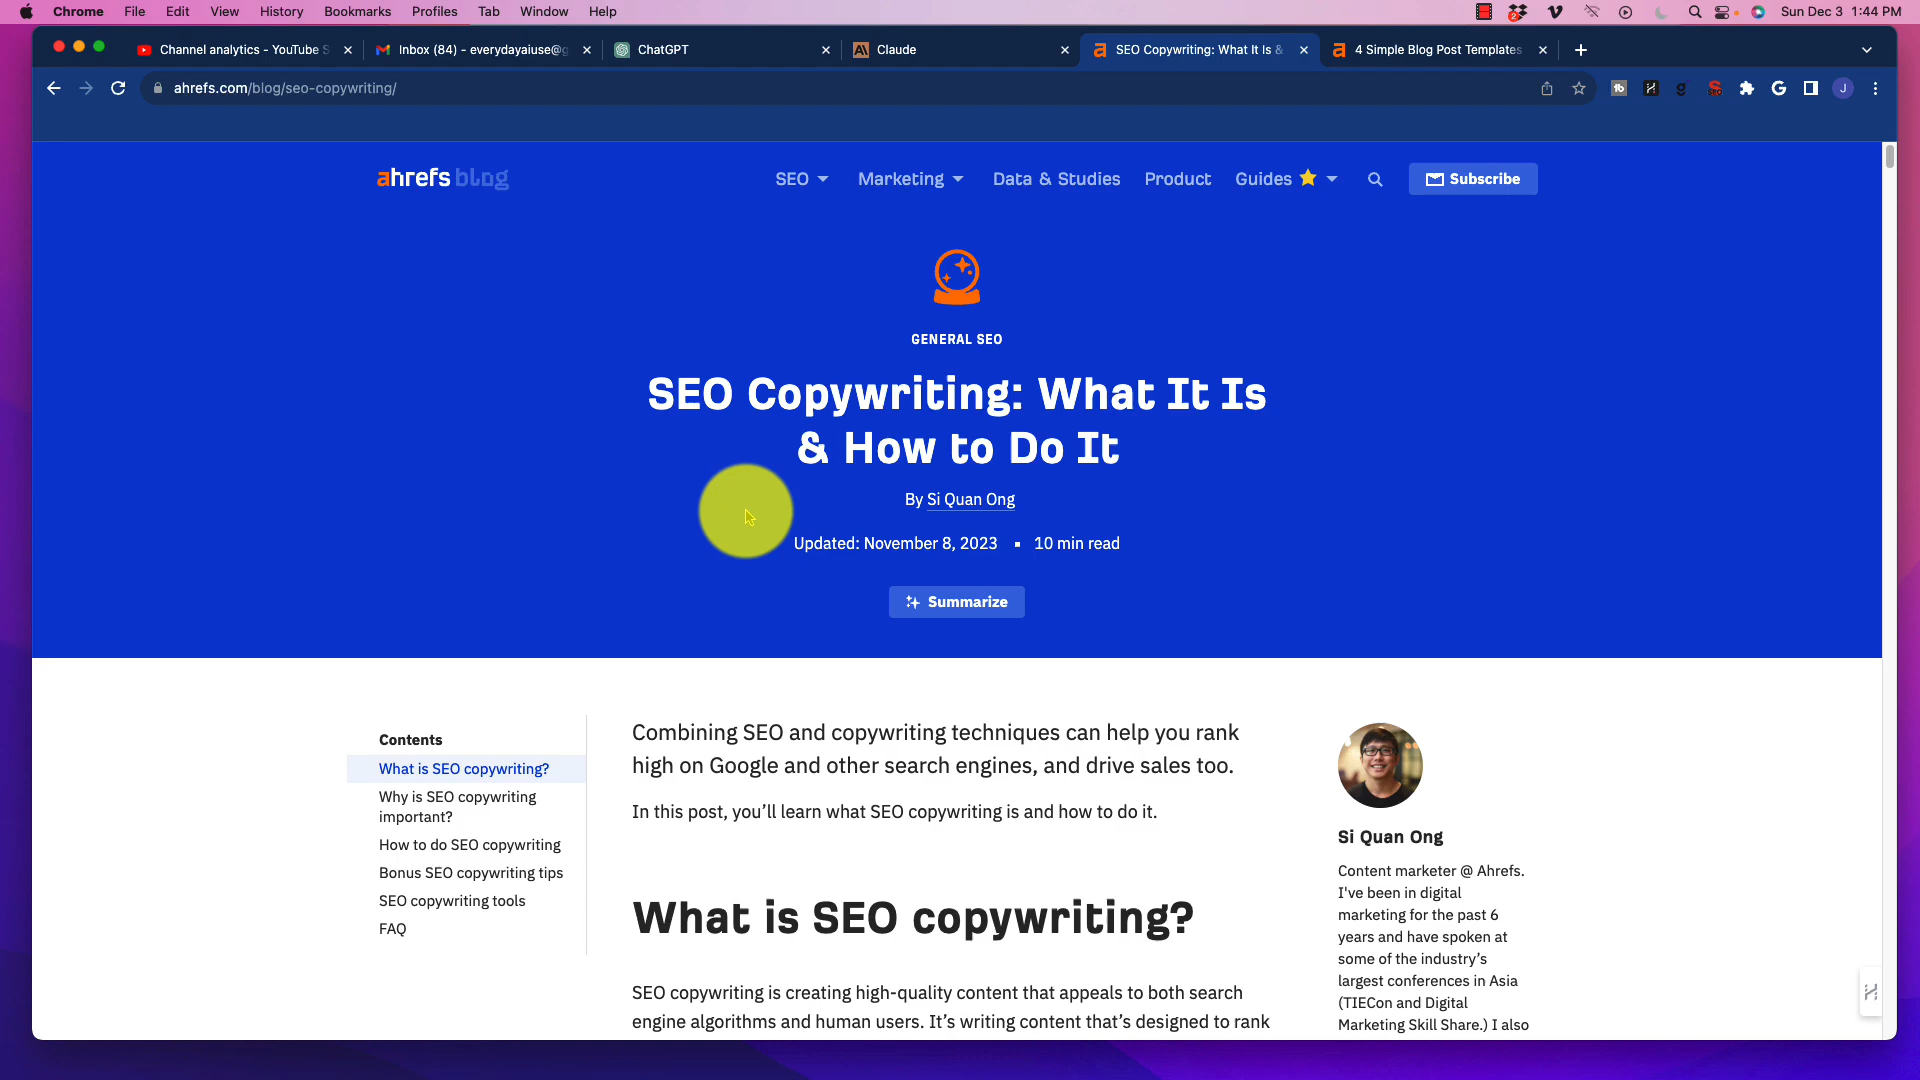 Chrome File Edit View History Bookmarks Profiles Tab Window Help
2
Sun Dec 3 1:44 PM
Channel analytics - YouTube S
Inbox (84) - everydayaiuse@g
ChatGPT
Claude
SEO Copywriting: What It Is &
4 Simple Blog Post Templates
ahrefs.com/blog/seo-copywriting/
J
ahrefs blog
SEO Marketing Data & Studies Product Guides Subscribe
GENERAL SEO
SEO Copywriting: What It Is
& How to Do It
By Si Quan Ong
Updated: November 8, 2023 ▪ 10 min read
Summarize
Contents
What is SEO copywriting?
Why is SEO copywriting
important?
How to do SEO copywriting
Bonus SEO copywriting tips
SEO copywriting tools
FAQ
Combining SEO and copywriting techniques can help you rank
high on Google and other search engines, and drive sales too.
In this post, you’ll learn what SEO copywriting is and how to do it.
What is SEO copywriting?
SEO copywriting is creating high-quality content that appeals to both search
engine algorithms and human users. It’s writing content that’s designed to rank
Si Quan Ong
Content marketer @ Ahrefs.
I've been in digital
marketing for the past 6
years and have spoken at
some of the industry’s
largest conferences in Asia
(TIECon and Digital
Marketing Skill Share.) I also